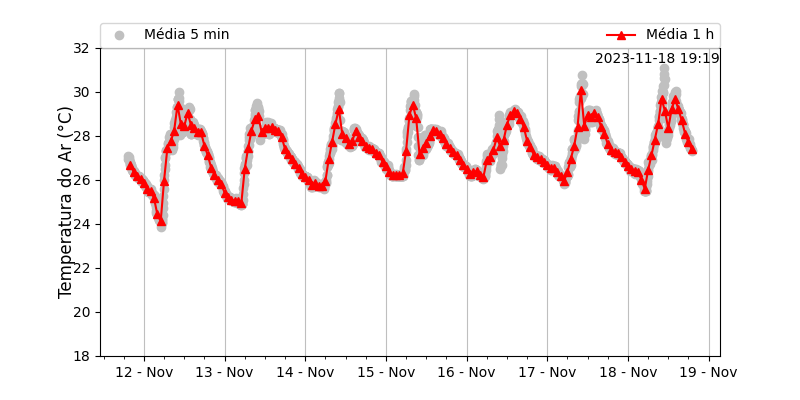 Média 5 min
Média 1 h
2023-11-18 19:19
Temperatura do Ar (°C)
32
30
28
26
24
22
20
18
12 - Nov
13 - Nov
14 - Nov
15 - Nov
16 - Nov
17 - Nov
18 - Nov
19 - Nov